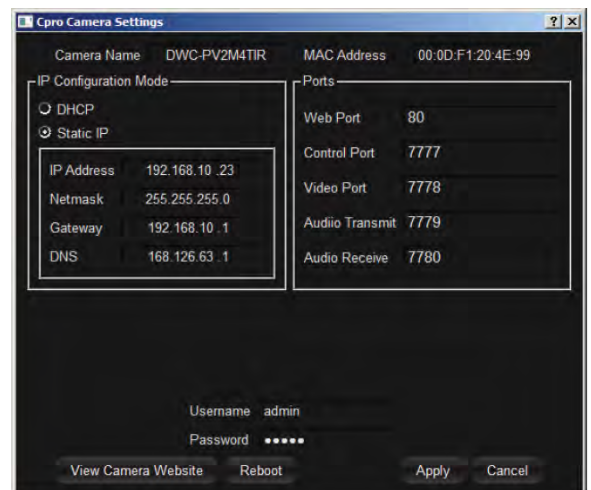 Cpro Camera Settings
Camera Name DWC-PV2M4TIR MAC Address 00:0D:F1:20:4E:99
IP Configuration Mode
DHCP
Static IP
IP Address 192.168.10 .23
Netmask 255.255.255.0
Gateway 192.168.10 .1
DNS 168.126.63 .1
Ports
Web Port 80
Control Port 7777
Video Port 7778
Audiio Transmit 7779
Audio Receive 7780
Username admin
Password •••••
View Camera Website Reboot Apply Cancel